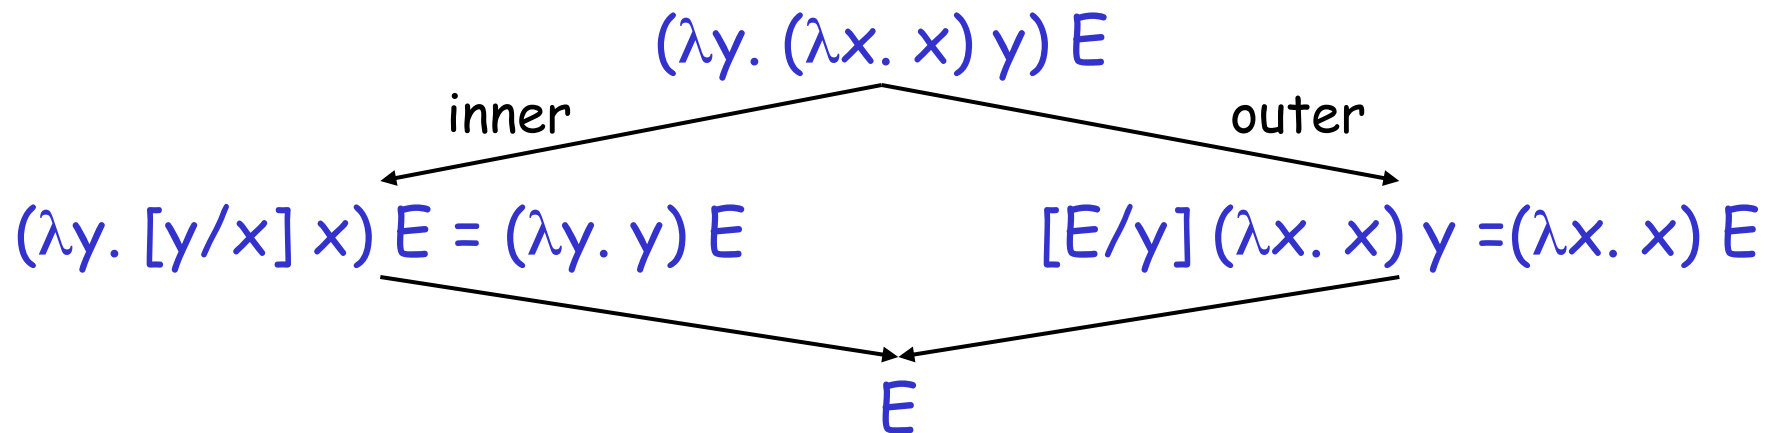 (λy. (λx. x) y) E
inner
outer
(λy. [y/x] x) E = (λy. y) E
[E/y] (λx. x) y =(λx. x) E
E